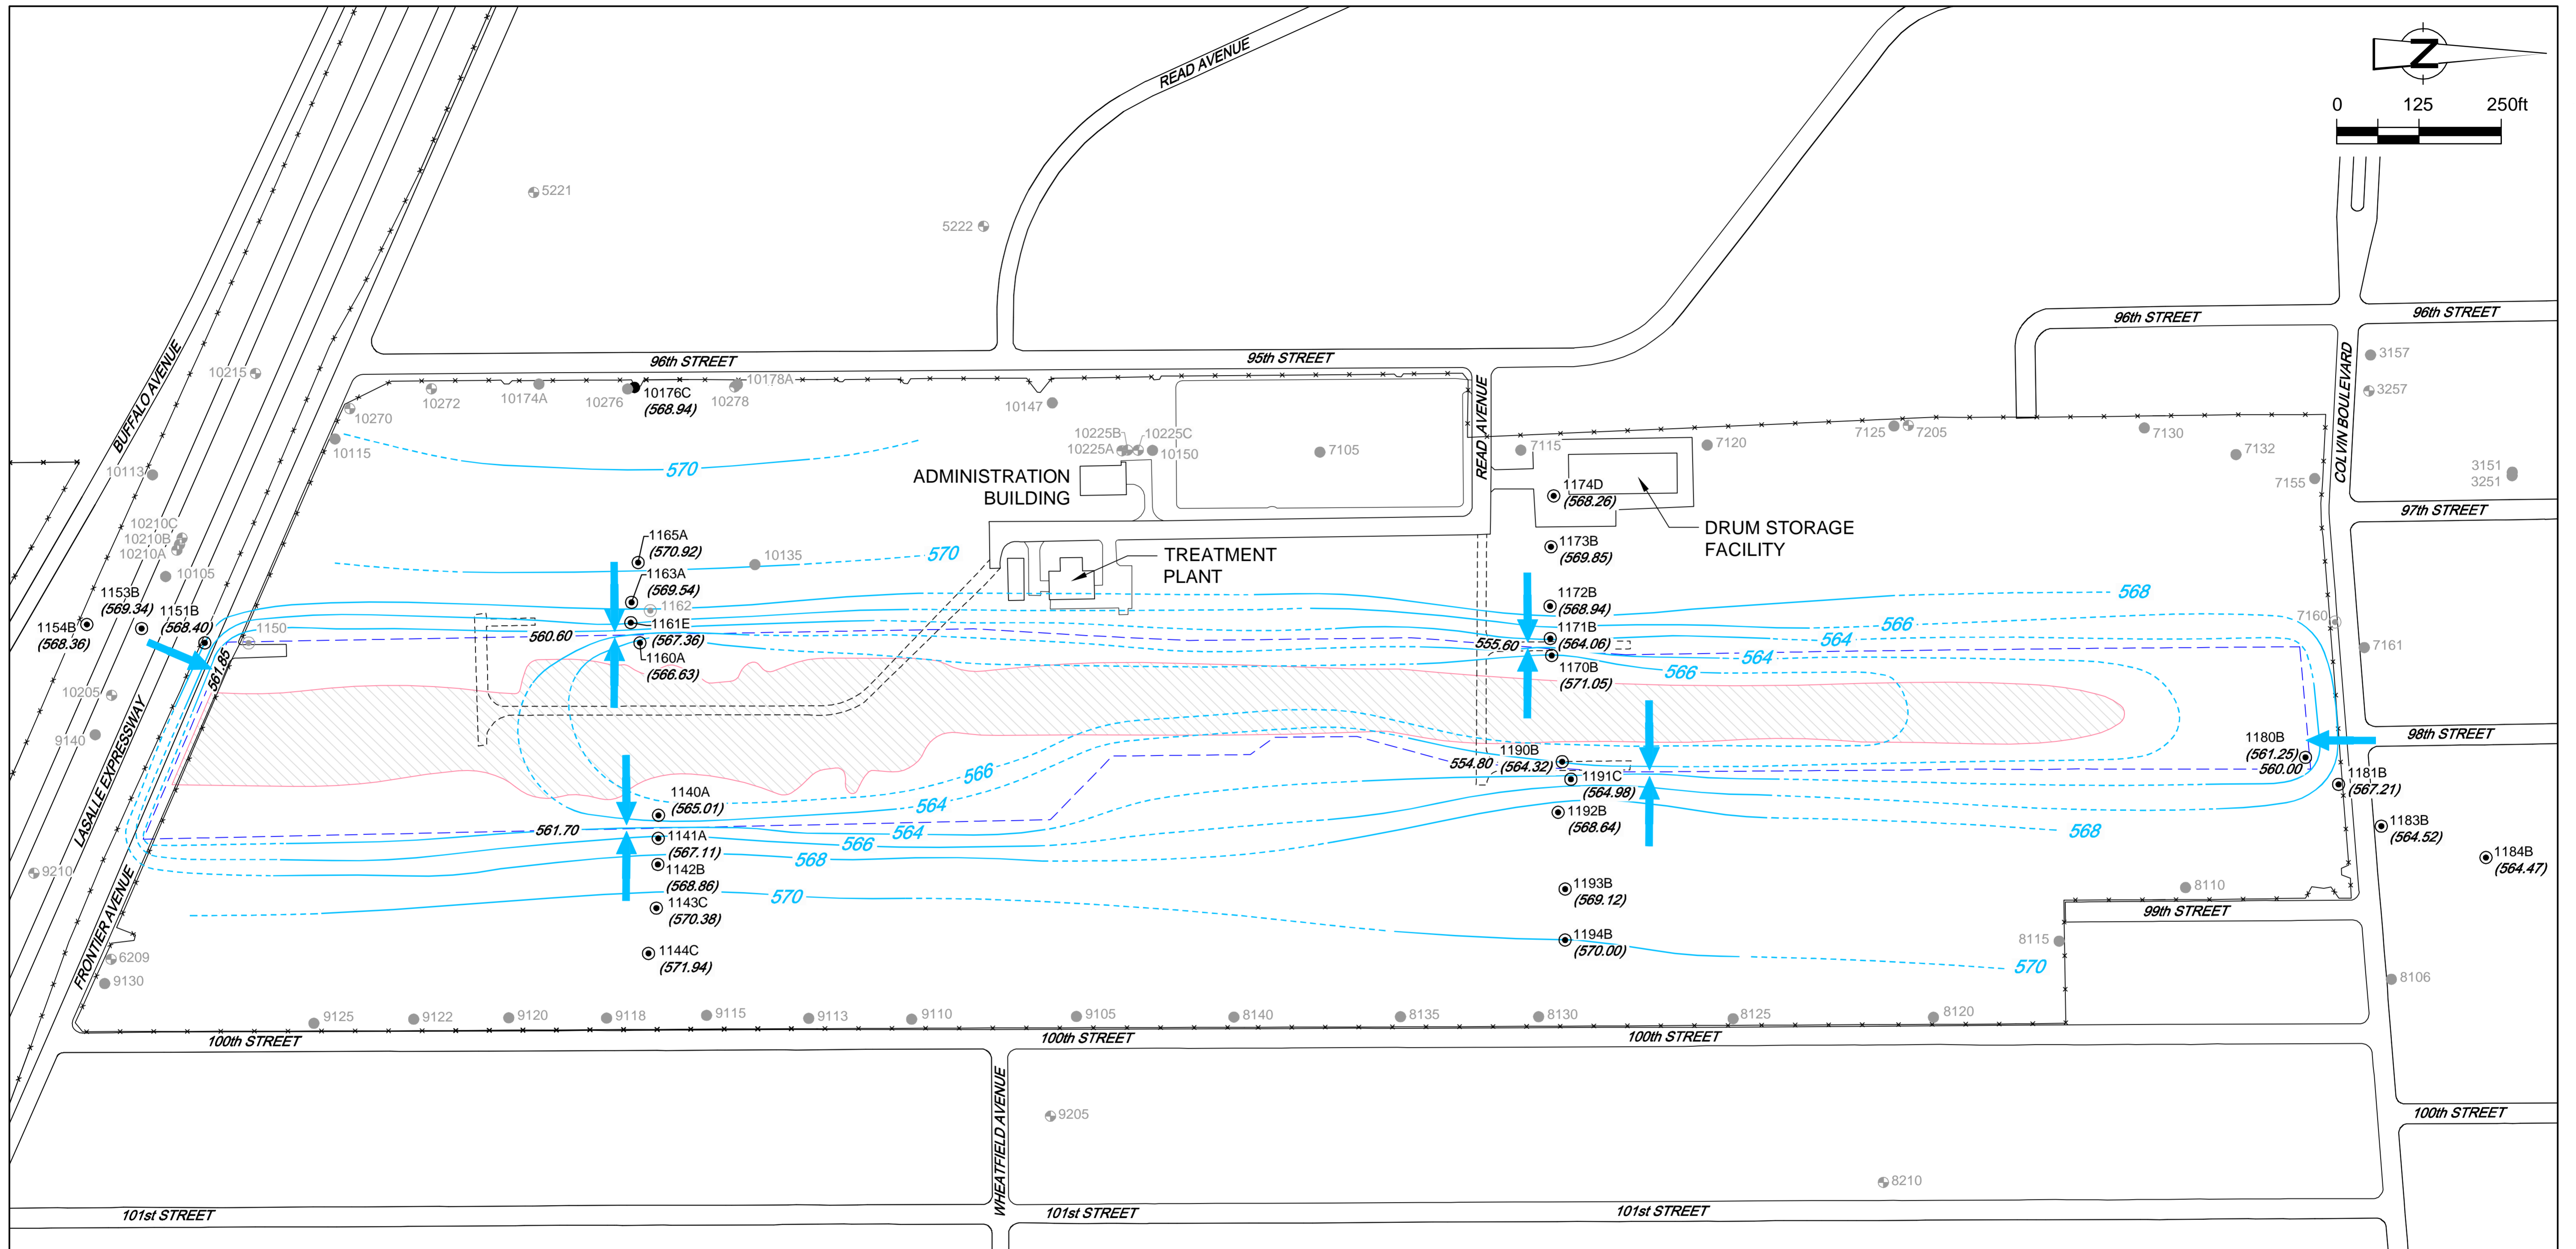 READ AVENUE
Z
0 125 250ft
5221
5222
BUFFALO AVENUE
96th STREET
95th STREET
96th STREET
96th STREET
10215
10270
10272
10174A
10276
10176C
(568.94)
10178A
10278
10147
READ AVENUE
COLVIN BOULEVARD
3157
3257
10115
10113
570
10225B
10225C
10225A
10150
7105
7115
7120
7125
7205
7130
7132
7155
3151
3251
ADMINISTRATION
BUILDING
1174D
(568.26)
DRUM STORAGE
FACILITY
97th STREET
10210C
10210B
10210A
10105
1165A
(570.92)
10135
570
TREATMENT
PLANT
1173B
(569.85)
1153B
(569.34)
1154B
(568.36)
1151B
(568.40)
1150
1163A
(569.54)
1162
1161E
(567.36)
1160A
(566.63)
560.60
561.85
1172B
(568.94)
1171B
(564.06)
555.60
1170B
(571.05)
568
566
564
564
566
7160
7161
10205
9140
LASALLE EXPRESSWAY
98th STREET
1180B
(561.25)
560.00
1181B
(567.21)
1183B
(564.52)
1184B
(564.47)
1190B
(564.32)
554.80
1191C
(564.98)
1192B
(568.64)
566
564
1140A
(565.01)
561.70
1141A
(567.11)
1142B
(568.86)
1143C
(570.38)
1144C
(571.94)
564
566
568
570
568
9210
FRONTIER AVENUE
6209
9130
1193B
(569.12)
1194B
(570.00)
570
8110
99th STREET
8115
8106
9125
9122
9120
9118
9115
9113
9110
9105
8140
8135
8130
8125
8120
100th STREET
100th STREET
100th STREET
100th STREET
WHEATFIELD AVENUE
9205
8210
101st STREET
101st STREET
101st STREET